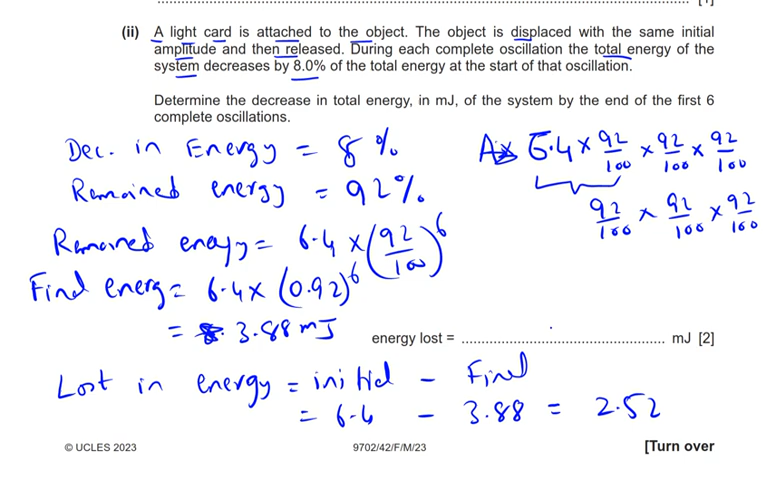 [1]
(ii) A light card is attached to the object. The object is displaced with the same initial
amplitude and then released. During each complete oscillation the total energy of the
system decreases by 8.0% of the total energy at the start of that oscillation.
Determine the decrease in total energy, in mJ, of the system by the end of the first 6
complete oscillations.
Dec. in Energy = 8 %
Remained energy = 92%
6.4 × 92/100 × 92/100 × 92/100
92/100 × 92/100 × 92/100
Remained energy = 6.4 × (92/100)^6
Final energy = 6.4 × (0.92)^6
= 3.88 mJ
energy lost = ............................................................ mJ [2]
Lost in energy = initial - Final
= 6.4 - 3.88 = 2.52
© UCLES 2023 9702/42/F/M/23 [Turn over